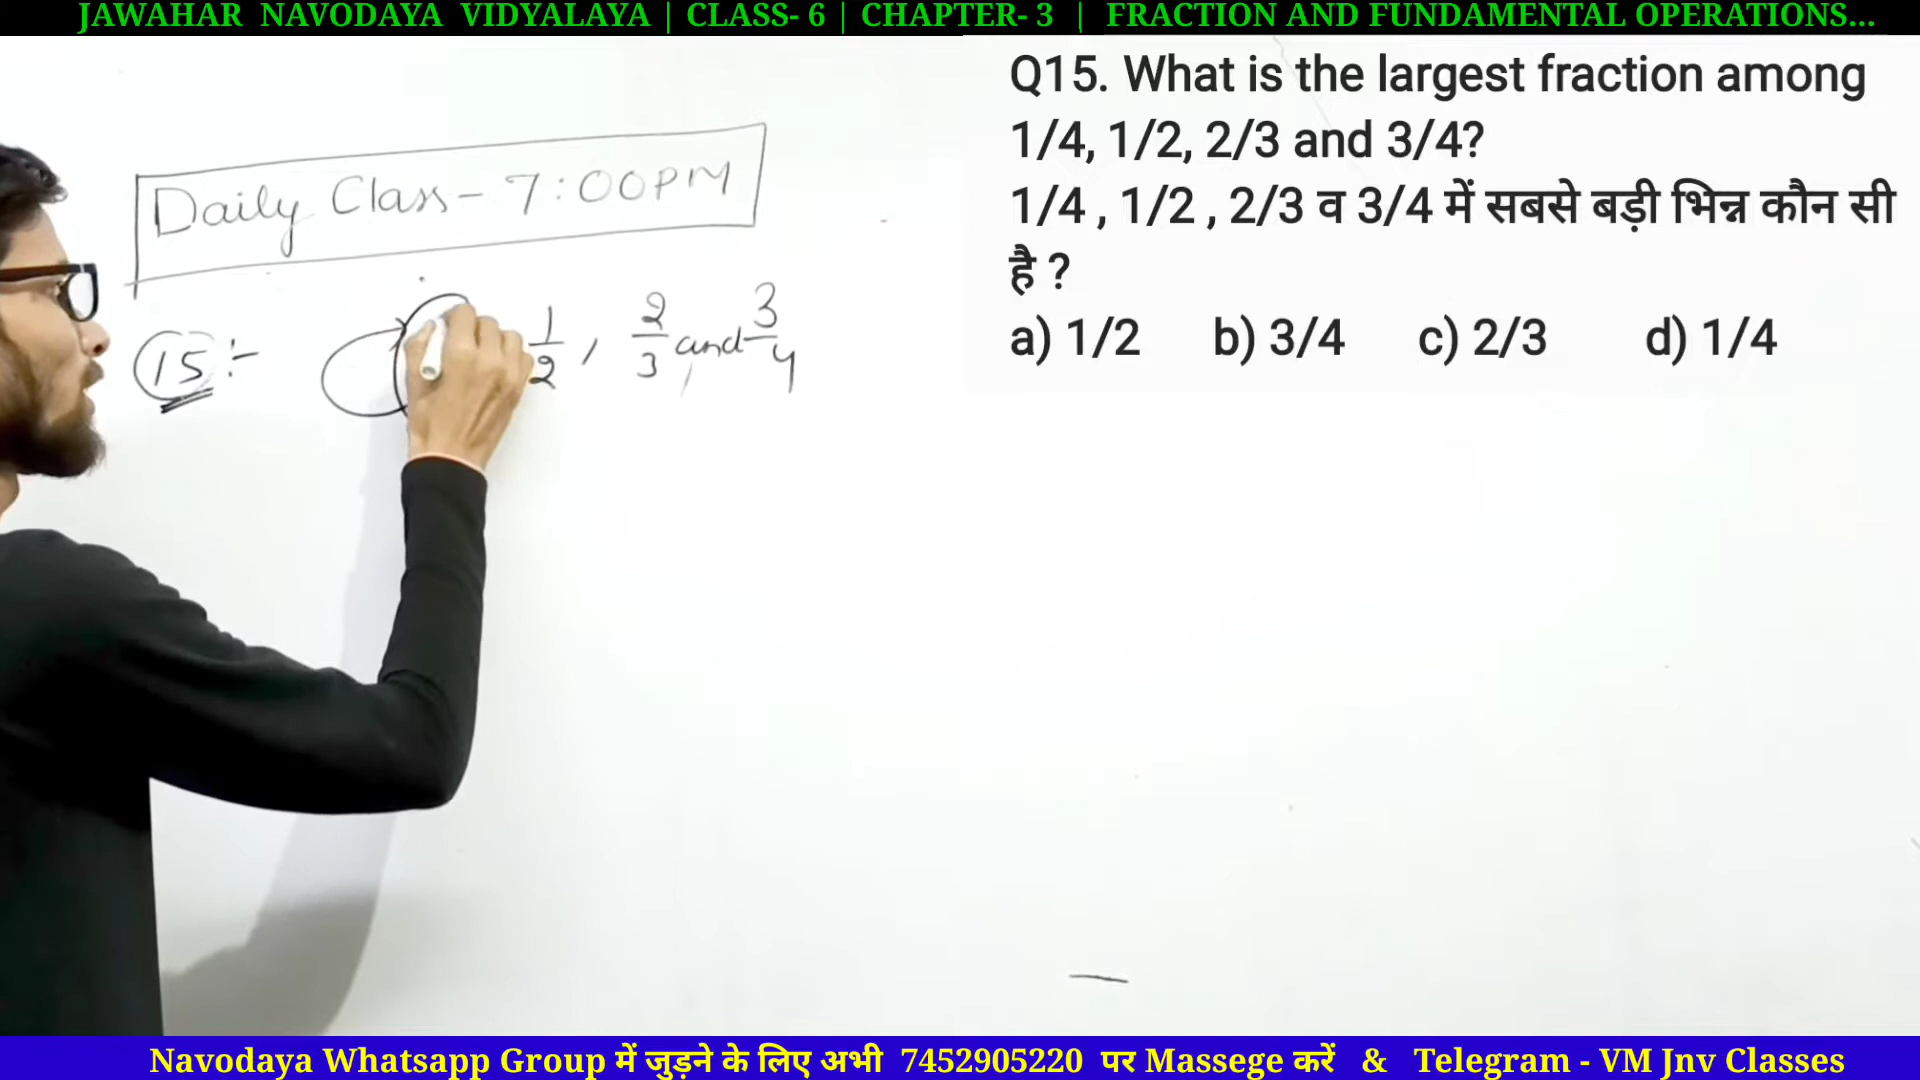 JAWAHAR NAVODAYA VIDYALAYA | CLASS- 6 | CHAPTER- 3 | FRACTION AND FUNDAMENTAL OPERATIONS...
Q15. What is the largest fraction among
1/4, 1/2, 2/3 and 3/4?
1/4 , 1/2 , 2/3 व 3/4 में सबसे बड़ी भिन्न कौन सी
है ?
a) 1/2 b) 3/4 c) 2/3 d) 1/4
Daily Class - 7:00PM
15 :- 1/2 , 2/3 and 3/4
Navodaya Whatsapp Group में जुड़ने के लिए अभी 7452905220 पर Massege करें & Telegram - VM Jnv Classes